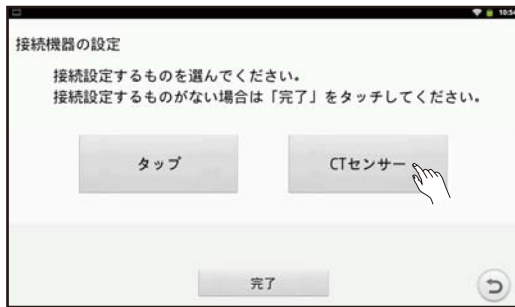 10:54
接続機器の設定
接続設定するものを選んでください。
接続設定するものがない場合は「完了」をタッチしてください。
タップ
CTセンサー
完了